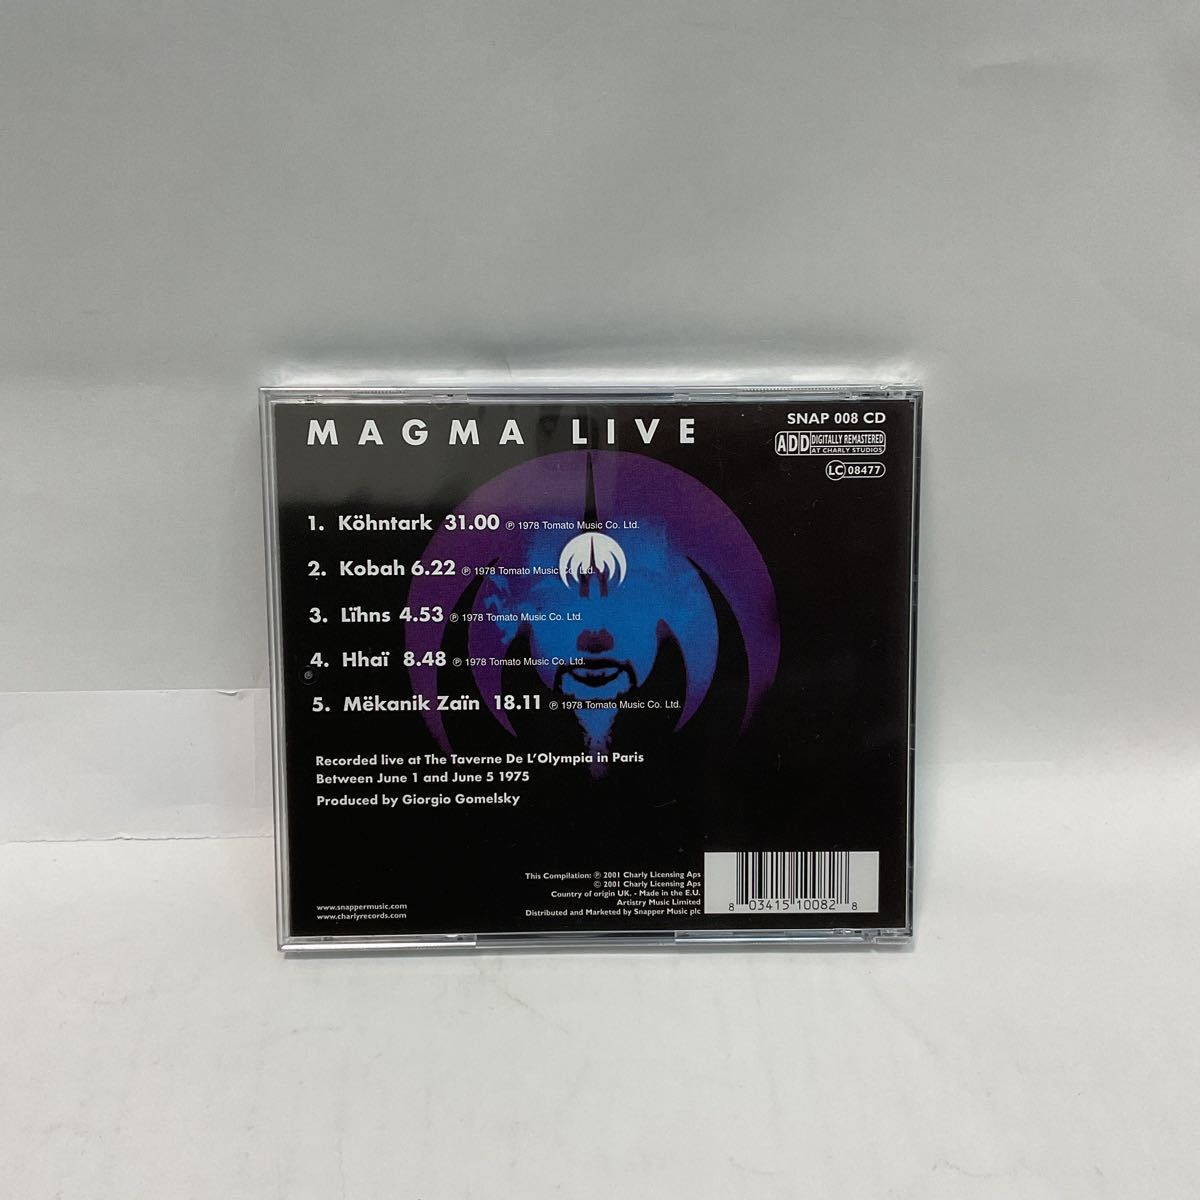 MAGMA LIVE
SNAP 008 CD
ADD DIGITALLY REMASTERED
AT CHARLY STUDIOS
LC 08477
1. Köhntark 31.00 ℗ 1978 Tomato Music Co. Ltd.
2. Kobah 6.22 ℗ 1978 Tomato Music Co. Ltd.
3. Lïhns 4.53 ℗ 1978 Tomato Music Co. Ltd.
4. Hhaï 8.48 ℗ 1978 Tomato Music Co. Ltd.
5. Mëkanik Zaïn 18.11 ℗ 1978 Tomato Music Co. Ltd.
Recorded live at The Taverne De L'Olympia in Paris
Between June 1 and June 5 1975
Produced by Giorgio Gomelsky
www.snappermusic.com
www.charlyrecords.com
This Compilation: ℗ 2001 Charly Licensing Aps
© 2001 Charly Licensing Aps
Country of origin UK. - Made in the E.U.
Artistry Music Limited
Distributed and Marketed by Snapper Music plc
8 03415 10082 8